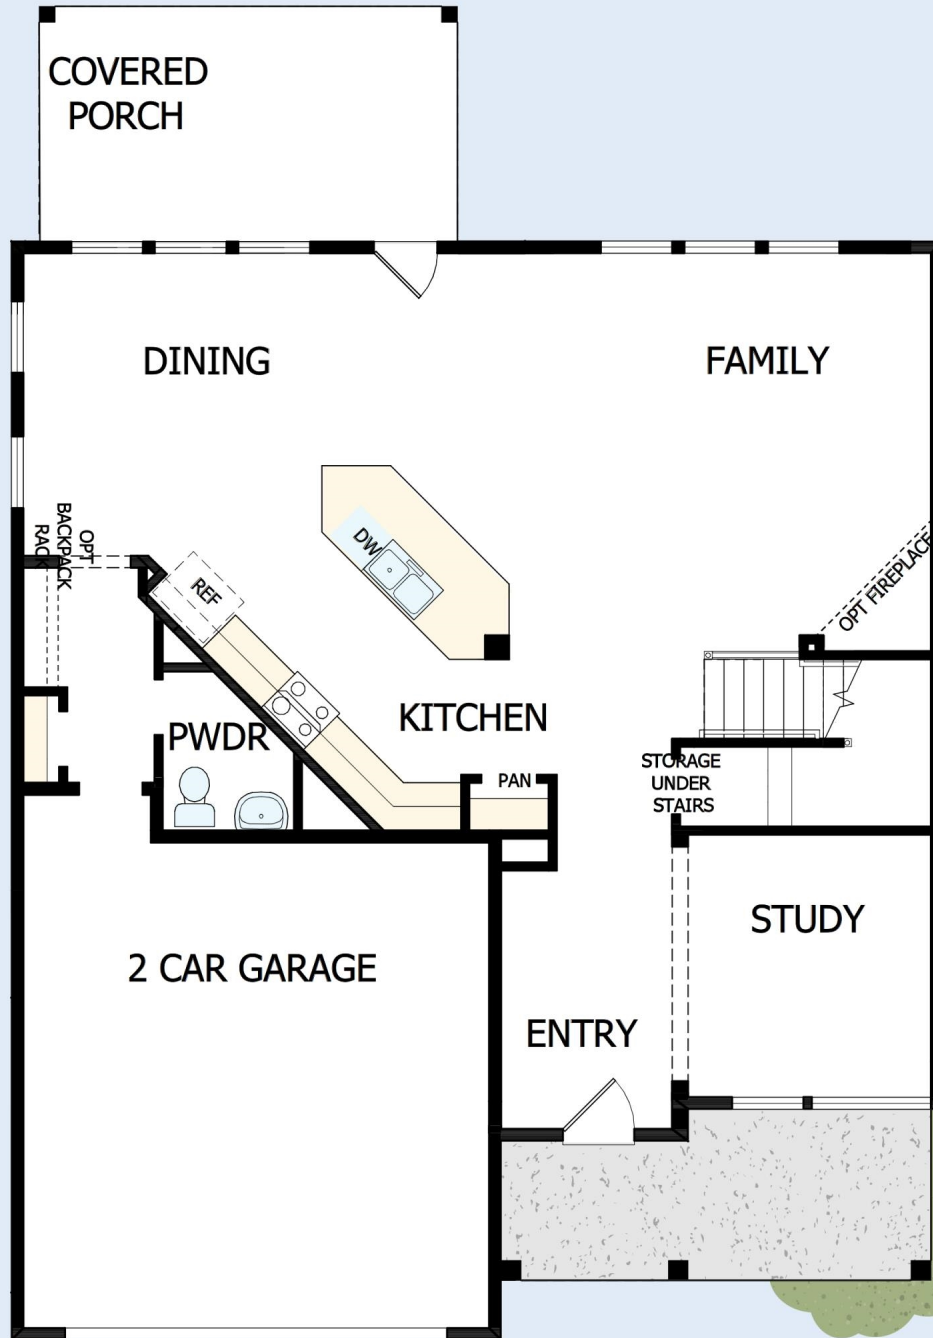 COVERED
PORCH
DINING
FAMILY
OPT
BACKPACK
RACK
DW
REF
OPT FIREPLACE
KITCHEN
PWDR
PAN
STORAGE
UNDER
STAIRS
STUDY
2 CAR GARAGE
ENTRY